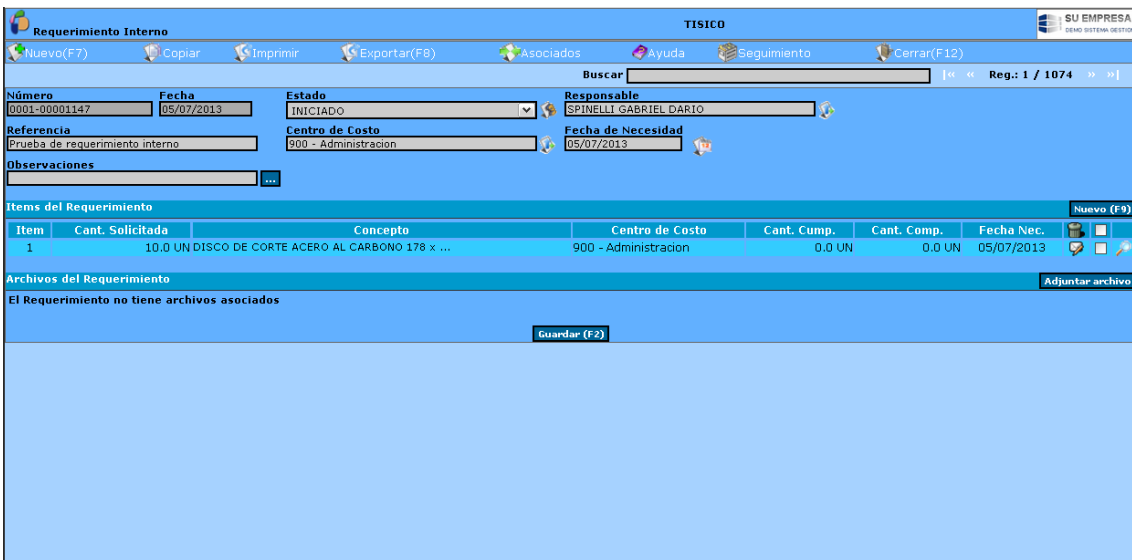 Requerimiento Interno TISICO SU EMPRESA
DEMO SISTEMA GESTION
Nuevo(F7) Copiar Imprimir Exportar(F8) Asociados Ayuda Seguimiento Cerrar(F12)
Buscar |« « Reg.: 1 / 1074 » »|
Número Fecha Estado Responsable
0001-00001147 05/07/2013 INICIADO SPINELLI GABRIEL DARIO
Referencia Centro de Costo Fecha de Necesidad
Prueba de requerimiento interno 900 - Administracion 05/07/2013
Observaciones
...
Items del Requerimiento Nuevo (F9)
Item Cant. Solicitada Concepto Centro de Costo Cant. Cump. Cant. Comp. Fecha Nec.
1 10.0 UN DISCO DE CORTE ACERO AL CARBONO 178 x ... 900 - Administracion 0.0 UN 0.0 UN 05/07/2013
Archivos del Requerimiento Adjuntar archivo
El Requerimiento no tiene archivos asociados
Guardar (F2)